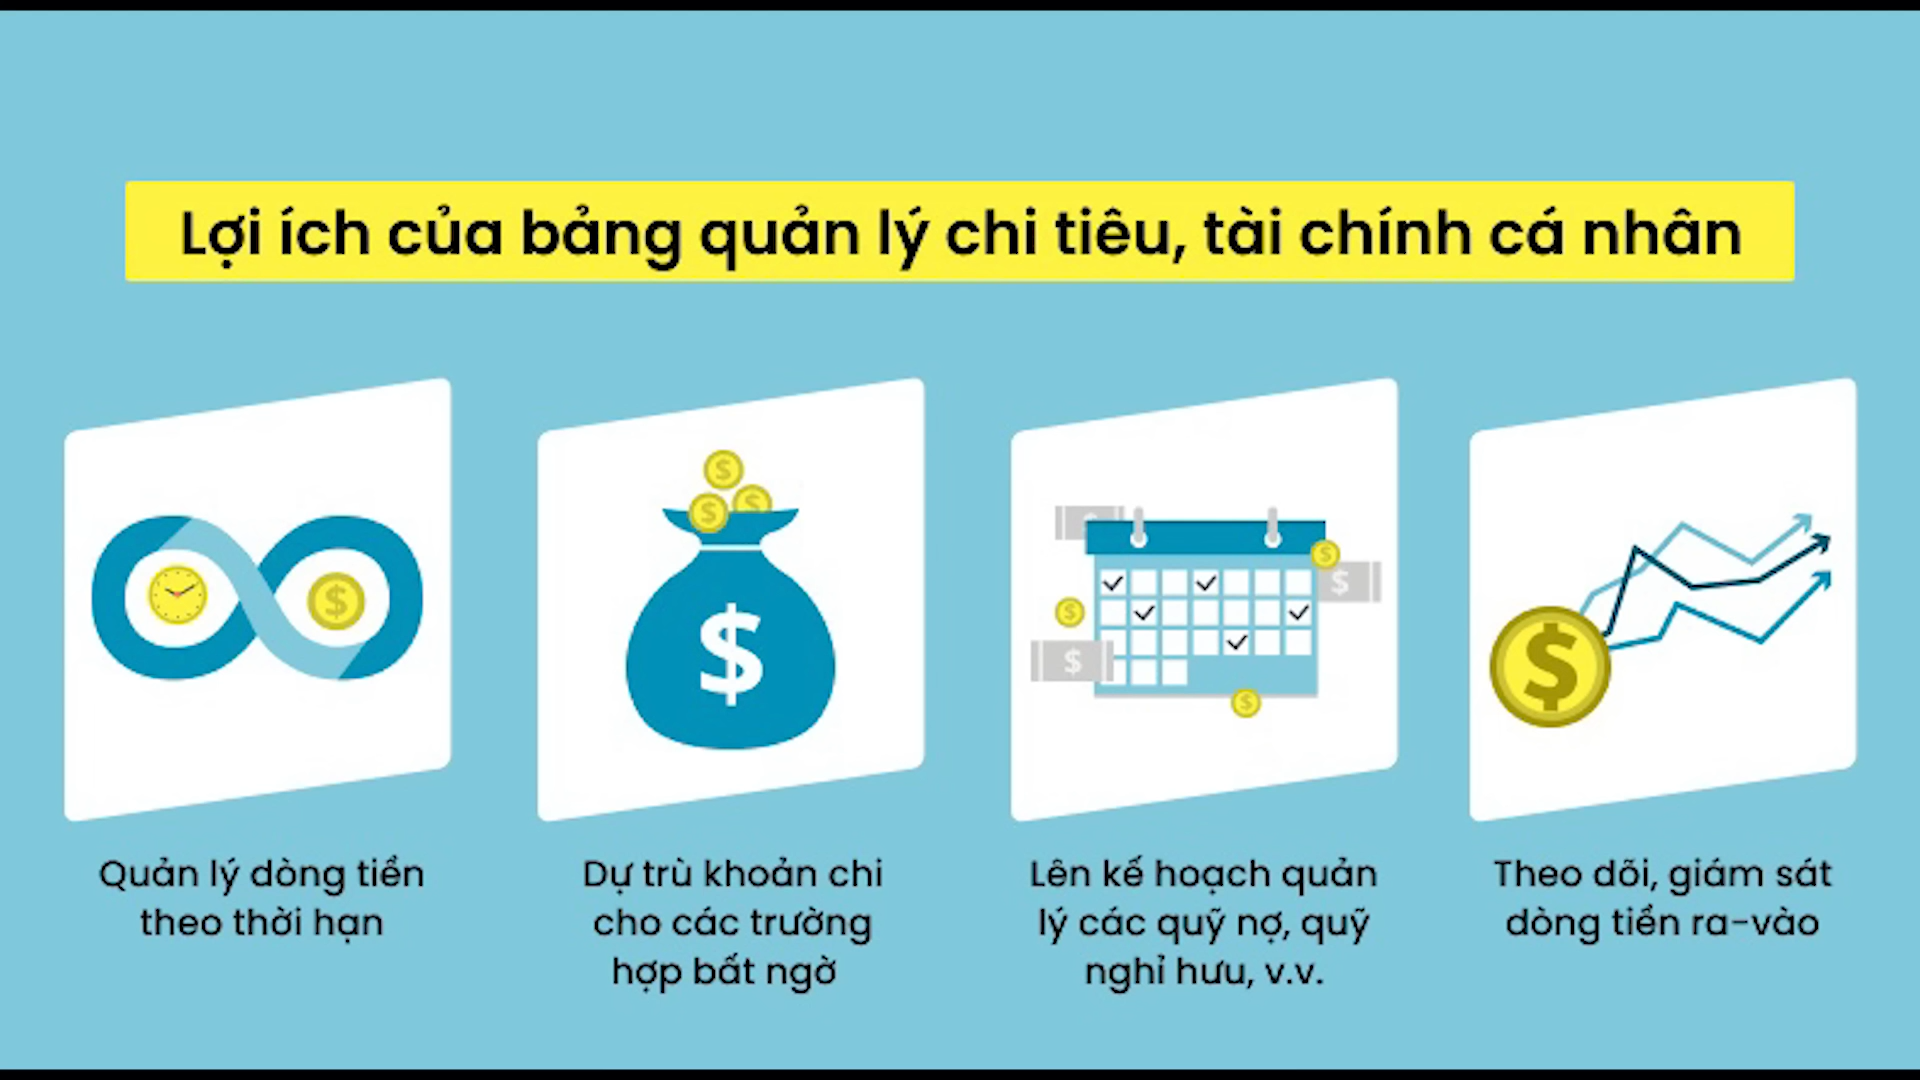 Lợi ích của bảng quản lý chi tiêu, tài chính cá nhân
Quản lý dòng tiền
theo thời hạn
Dự trù khoản chi
cho các trường
hợp bất ngờ
Lên kế hoạch quản
lý các quỹ nợ, quỹ
nghỉ hưu, v.v.
Theo dõi, giám sát
dòng tiền ra-vào